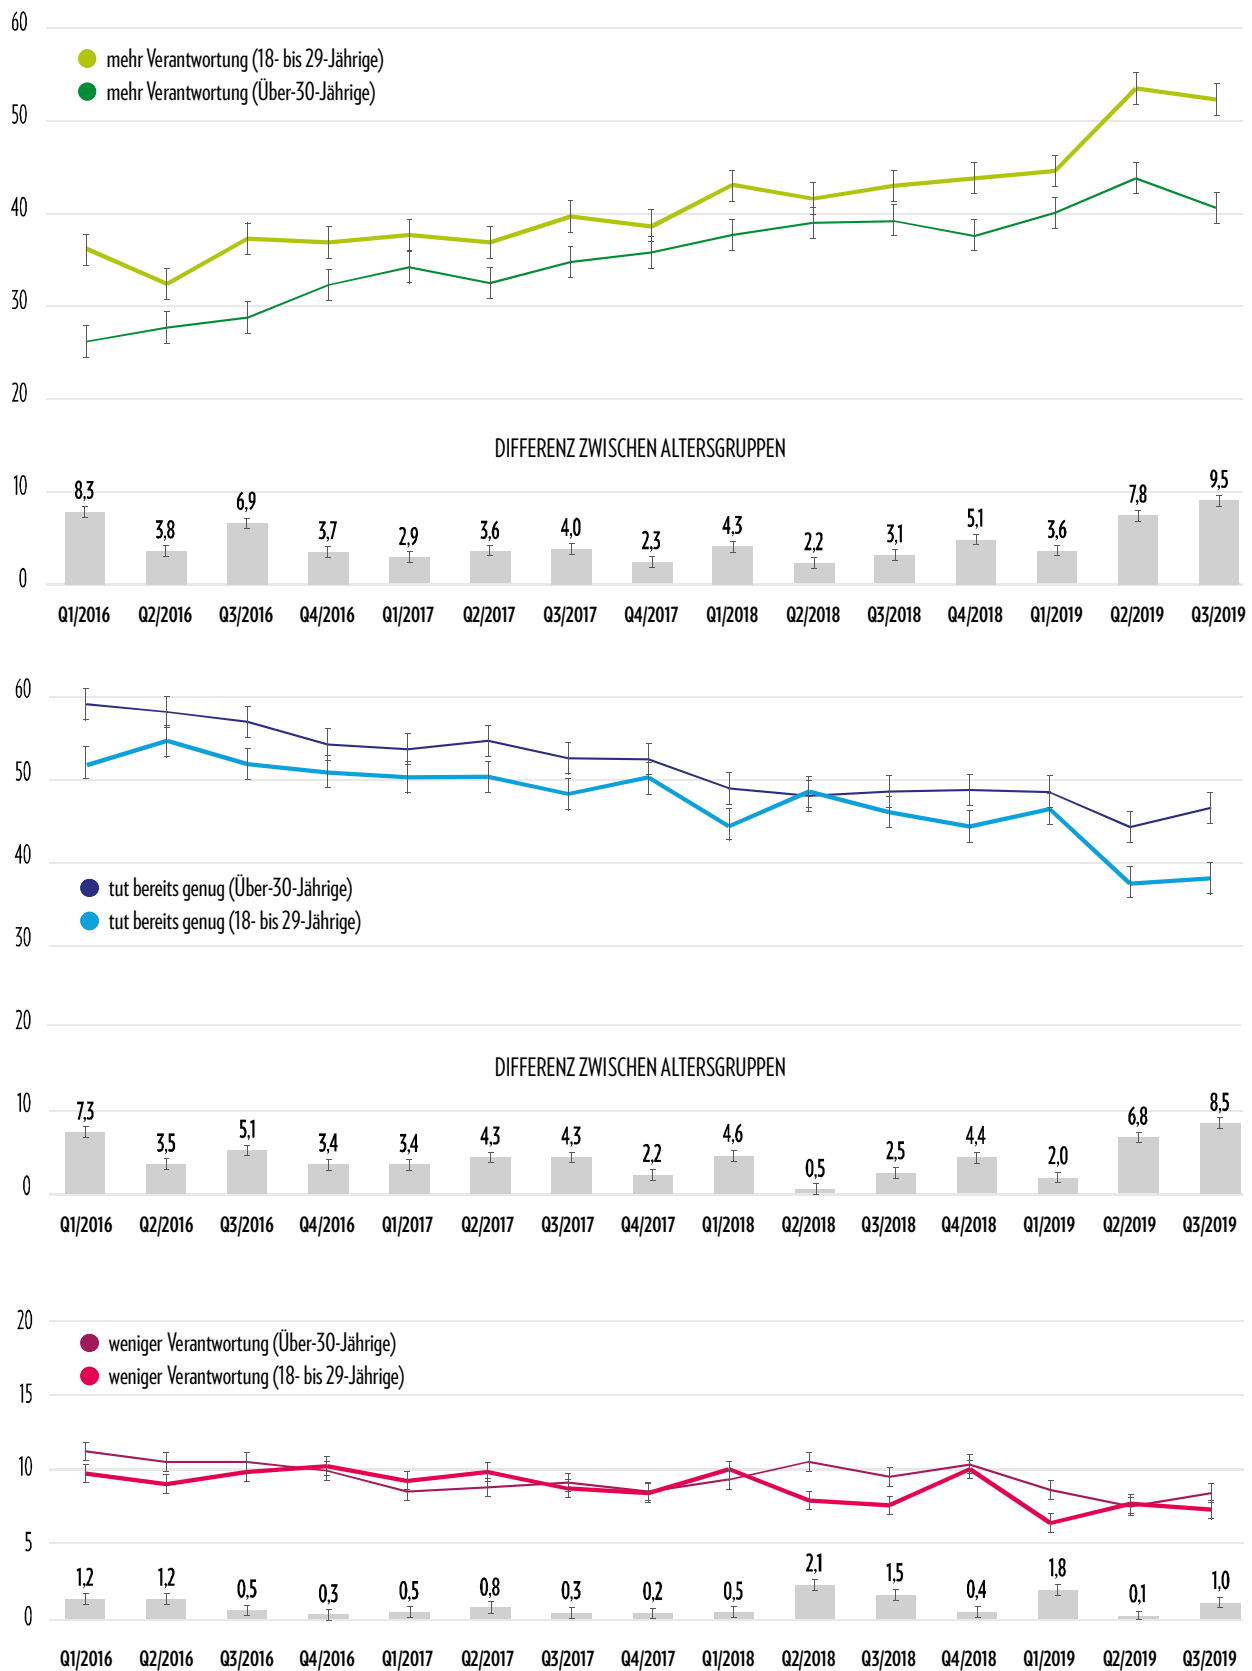 60
mehr Verantwortung (18- bis 29-Jährige)
mehr Verantwortung (Über-30-Jährige)
50
40
30
20
DIFFERENZ ZWISCHEN ALTERSGRUPPEN
10
8,3 3,8 6,9 3,7 2,9 3,6 4,0 2,3 4,3 2,2 3,1 5,1 3,6 7,8 9,5
0
Q1/2016 Q2/2016 Q3/2016 Q4/2016 Q1/2017 Q2/2017 Q3/2017 Q4/2017 Q1/2018 Q2/2018 Q3/2018 Q4/2018 Q1/2019 Q2/2019 Q3/2019
60
50
40
tut bereits genug (Über-30-Jährige)
tut bereits genug (18- bis 29-Jährige)
30
20
DIFFERENZ ZWISCHEN ALTERSGRUPPEN
10
7,3 3,5 5,1 3,4 3,4 4,3 4,3 2,2 4,6 0,5 2,5 4,4 2,0 6,8 8,5
0
Q1/2016 Q2/2016 Q3/2016 Q4/2016 Q1/2017 Q2/2017 Q3/2017 Q4/2017 Q1/2018 Q2/2018 Q3/2018 Q4/2018 Q1/2019 Q2/2019 Q3/2019
20
weniger Verantwortung (Über-30-Jährige)
weniger Verantwortung (18- bis 29-Jährige)
15
10
5
1,2 1,2 0,5 0,3 0,5 0,8 0,3 0,2 0,5 2,1 1,5 0,4 1,8 0,1 1,0
0
Q1/2016 Q2/2016 Q3/2016 Q4/2016 Q1/2017 Q2/2017 Q3/2017 Q4/2017 Q1/2018 Q2/2018 Q3/2018 Q4/2018 Q1/2019 Q2/2019 Q3/2019